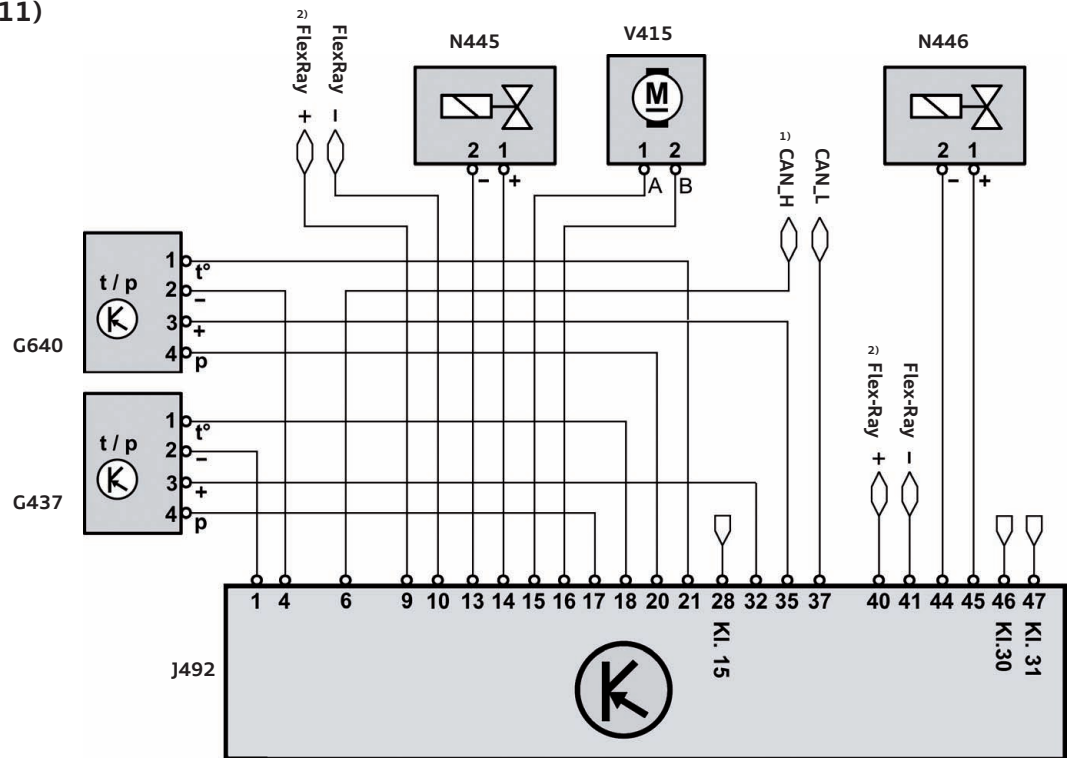 11)
2) FlexRay +
FlexRay –
N445
2 1
– +
V415
M
1 2
A B
1) CAN_H
CAN_L
N446
2 1
– +
G640
t / p
1 t°
2 –
3 +
4 p
G437
t / p
1 t°
2 –
3 +
4 p
2) Flex-Ray +
Flex-Ray –
1 4 6 9 10 13 14 15 16 17 18 20 21 28 32 35 37 40 41 44 45 46 47
Kl. 15
Kl.30
Kl. 31
J492